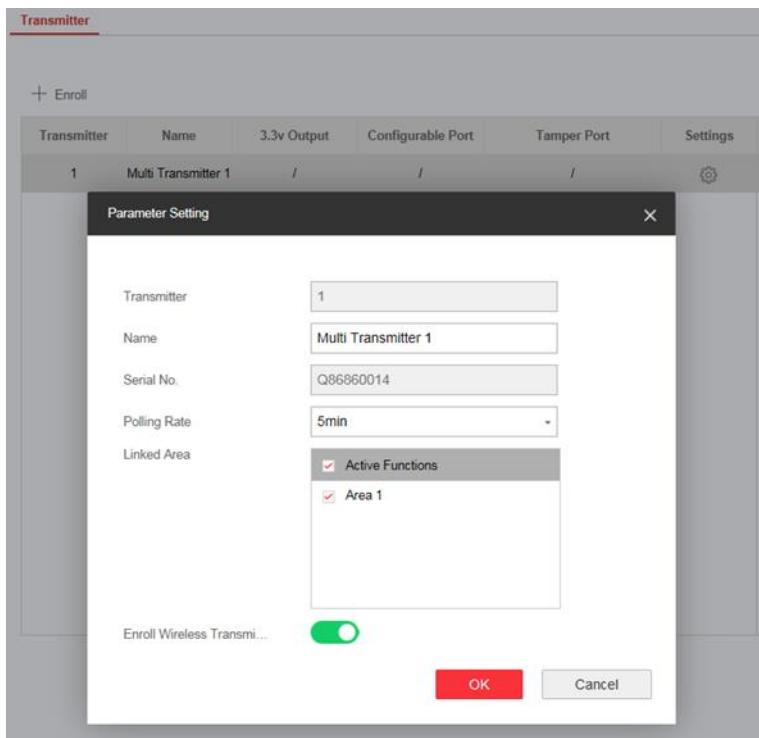 Transmitter
Enroll
Transmitter Name 3.3v Output Configurable Port Tamper Port Settings
1 Multi Transmitter 1 / / /
Parameter Setting
Transmitter 1
Name Multi Transmitter 1
Serial No. Q86860014
Polling Rate 5min
Linked Area
Active Functions
Area 1
Enroll Wireless Transmi...
OK Cancel